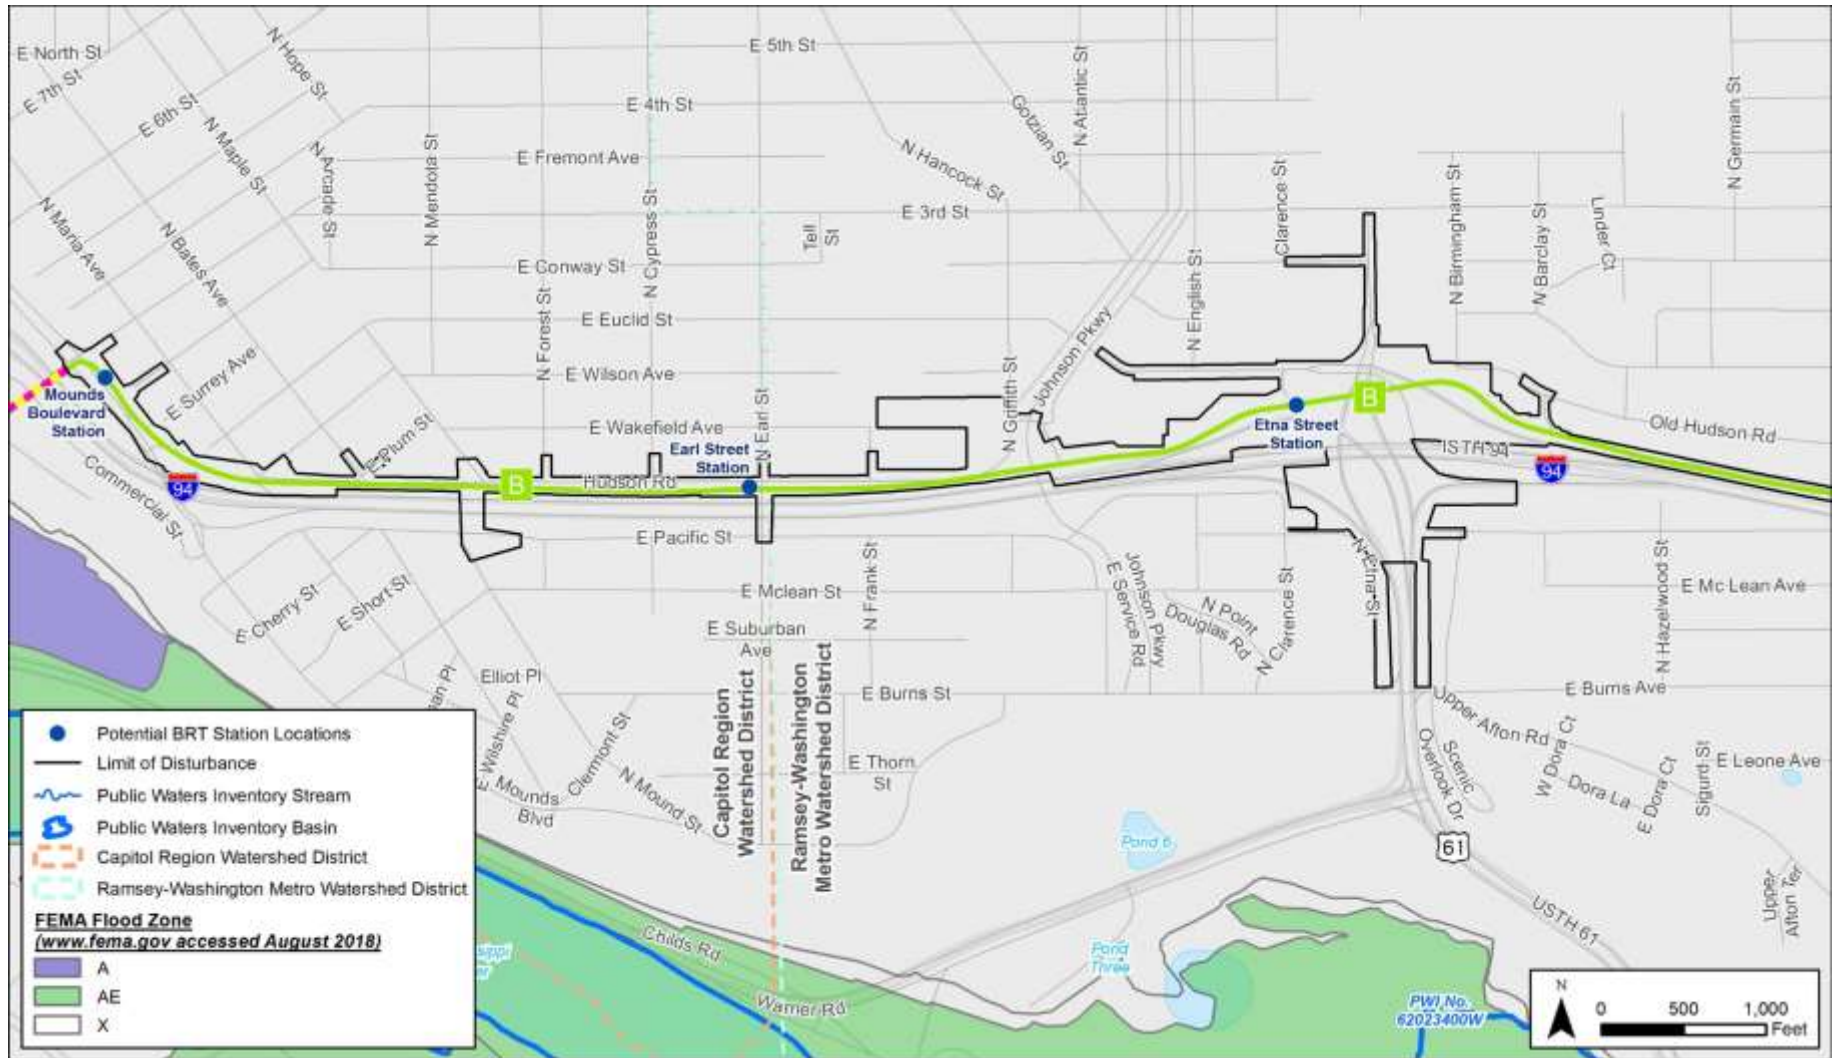 E North St
N Hope St
E 5th St
E 7th St
E 6th St
E 4th St
N Atlantic St
Gotzian St
N Germain St
N Maple St
N Arcade St
N Mendota St
E Fremont Ave
N Hancock St
Clarence St
N Birmingham St
N Barclay St
Luner Ct
N Maria Ave
N Bates Ave
N Cypress St
E 3rd St
Tell
St
E Conway St
N English St
N Forest St
E Euclid St
Johnson Pkwy
E Surrey Ave
E Wilson Ave
N Griffith St
Mounds
Boulevard
Station
E Plum St
E Wakefield Ave
N Earl St
Earl Street
Station
B
Etna Street
Station
Old Hudson Rd
ISTH 94
94
Commercial St
94
B
Hudson Rd
E Pacific St
N Frank St
Johnson Pkwy
E Service Rd
N Etna St
N Hazelwood St
E Mclean St
E Mc Lean Ave
E Cherry St
E Short St
N Point
Douglas Rd
N Clarence St
E Suburban
Ave
Elliot Pl
E Wilshire Pl
Clermont St
Capitol Region
Watershed District
Ramsey-Washington
Metro Watershed District
E Burns St
E Burns Ave
Upper Afton Rd
W Dora Ct
Dora La
E Dora Ct
Sigurd St
E Leone Ave
Scenic
Overlook Dr
E Thorn
St
E Mounds
Blvd
N Mound St
Pond 6
61
USTH 61
Upper
Afton Ter
Childs Rd
Warner Rd
Pond
Three
PWI No.
62023400W
Potential BRT Station Locations
Limit of Disturbance
Public Waters Inventory Stream
Public Waters Inventory Basin
Capitol Region Watershed District
Ramsey-Washington Metro Watershed District
FEMA Flood Zone
(www.fema.gov accessed August 2018)
A
AE
X
N
0 500 1,000
Feet